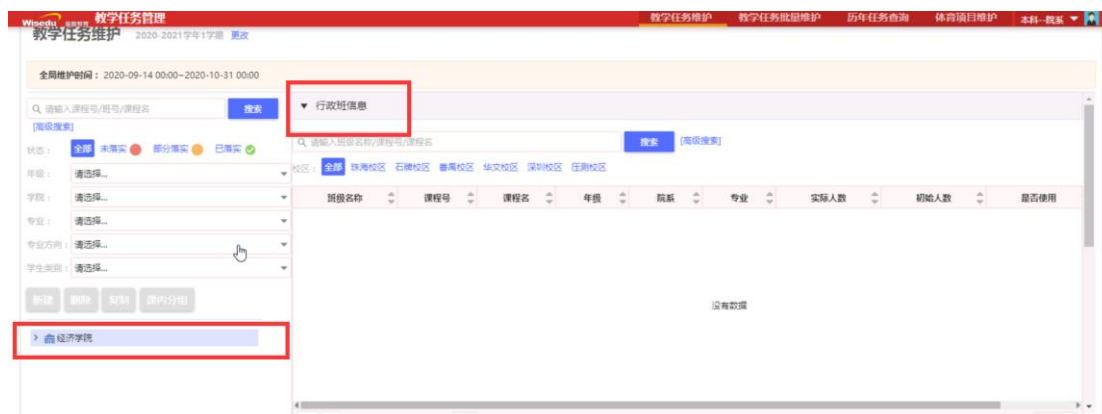 Wisedu 教学任务管理 教学任务维护 教学任务批量维护 历年任务查询 体育项目维护 本科--院系
教学任务维护 2020-2021学年1学期 更改
全局维护时间： 2020-09-14 00:00~2020-10-31 00:00
请输入课程号/班号/课程名 搜索
[高级搜索]
状态： 全部 未落实 部分落实 已落实
年级： 请选择...
学院： 请选择...
专业： 请选择...
专业方向： 请选择...
学生类别： 请选择...
新建 删除 复制 课内分组
经济学院
行政班信息
请输入班级名称/课程号/课程名 搜索 [高级搜索]
校区： 全部 珠海校区 石牌校区 番禺校区 华文校区 深圳校区 压测校区
班级名称 课程号 课程名 年级 院系 专业 实际人数 初始人数 是否使用
没有数据